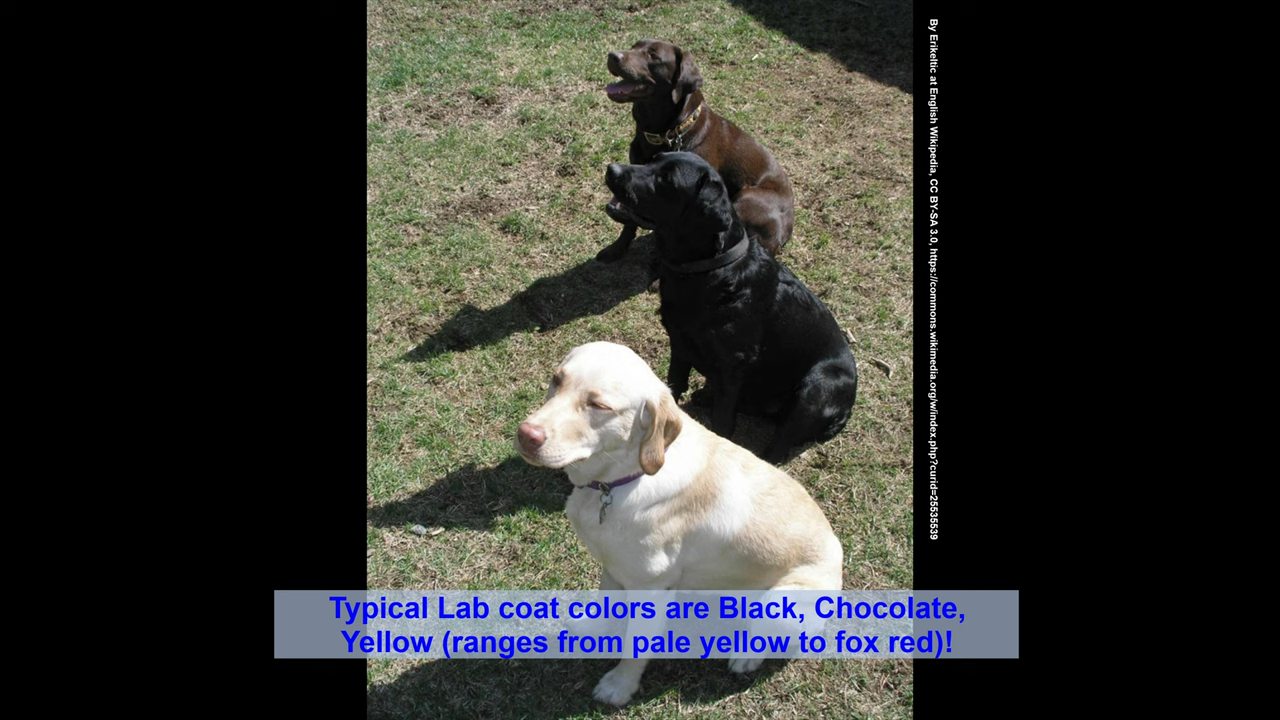 Typical Lab coat colors are Black, Chocolate,
Yellow (ranges from pale yellow to fox red)!
By Erikeltic at English Wikipedia, CC BY-SA 3.0, https://commons.wikimedia.org/w/index.php?curid=25535539